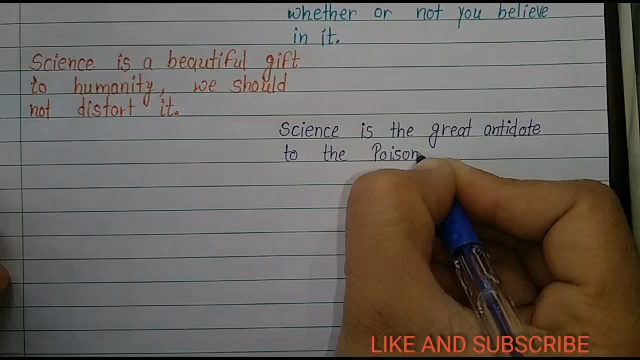 whether or not you believe
in it.
Science is a beautiful gift
to humanity, we should
not distort it.
Science is the great antidote
to the Poison
LIKE AND SUBSCRIBE